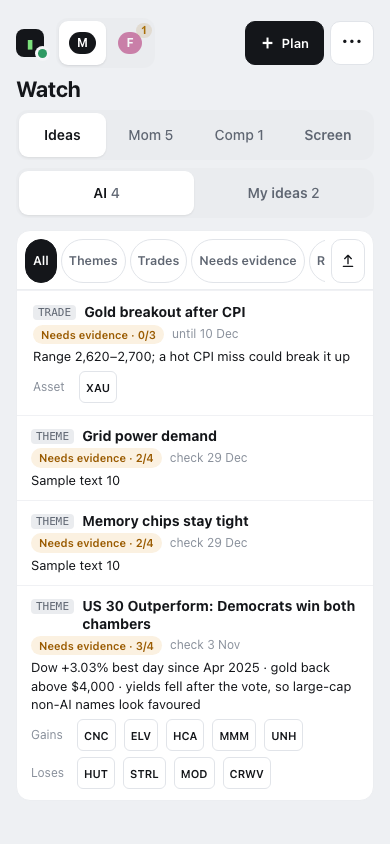 M
F
1
+ Plan
...
Watch
Ideas
Mom 5
Comp 1
Screen
AI 4
My ideas 2
All
Themes
Trades
Needs evidence
R
TRADE Gold breakout after CPI
Needs evidence · 0/3 until 10 Dec
Range 2,620–2,700; a hot CPI miss could break it up
Asset XAU
THEME Grid power demand
Needs evidence · 2/4 check 29 Dec
Sample text 10
THEME Memory chips stay tight
Needs evidence · 2/4 check 29 Dec
Sample text 10
THEME US 30 Outperform: Democrats win both
chambers
Needs evidence · 3/4 check 3 Nov
Dow +3.03% best day since Apr 2025 · gold back
above $4,000 · yields fell after the vote, so large-cap
non-AI names look favoured
Gains CNC ELV HCA MMM UNH
Loses HUT STRL MOD CRWV